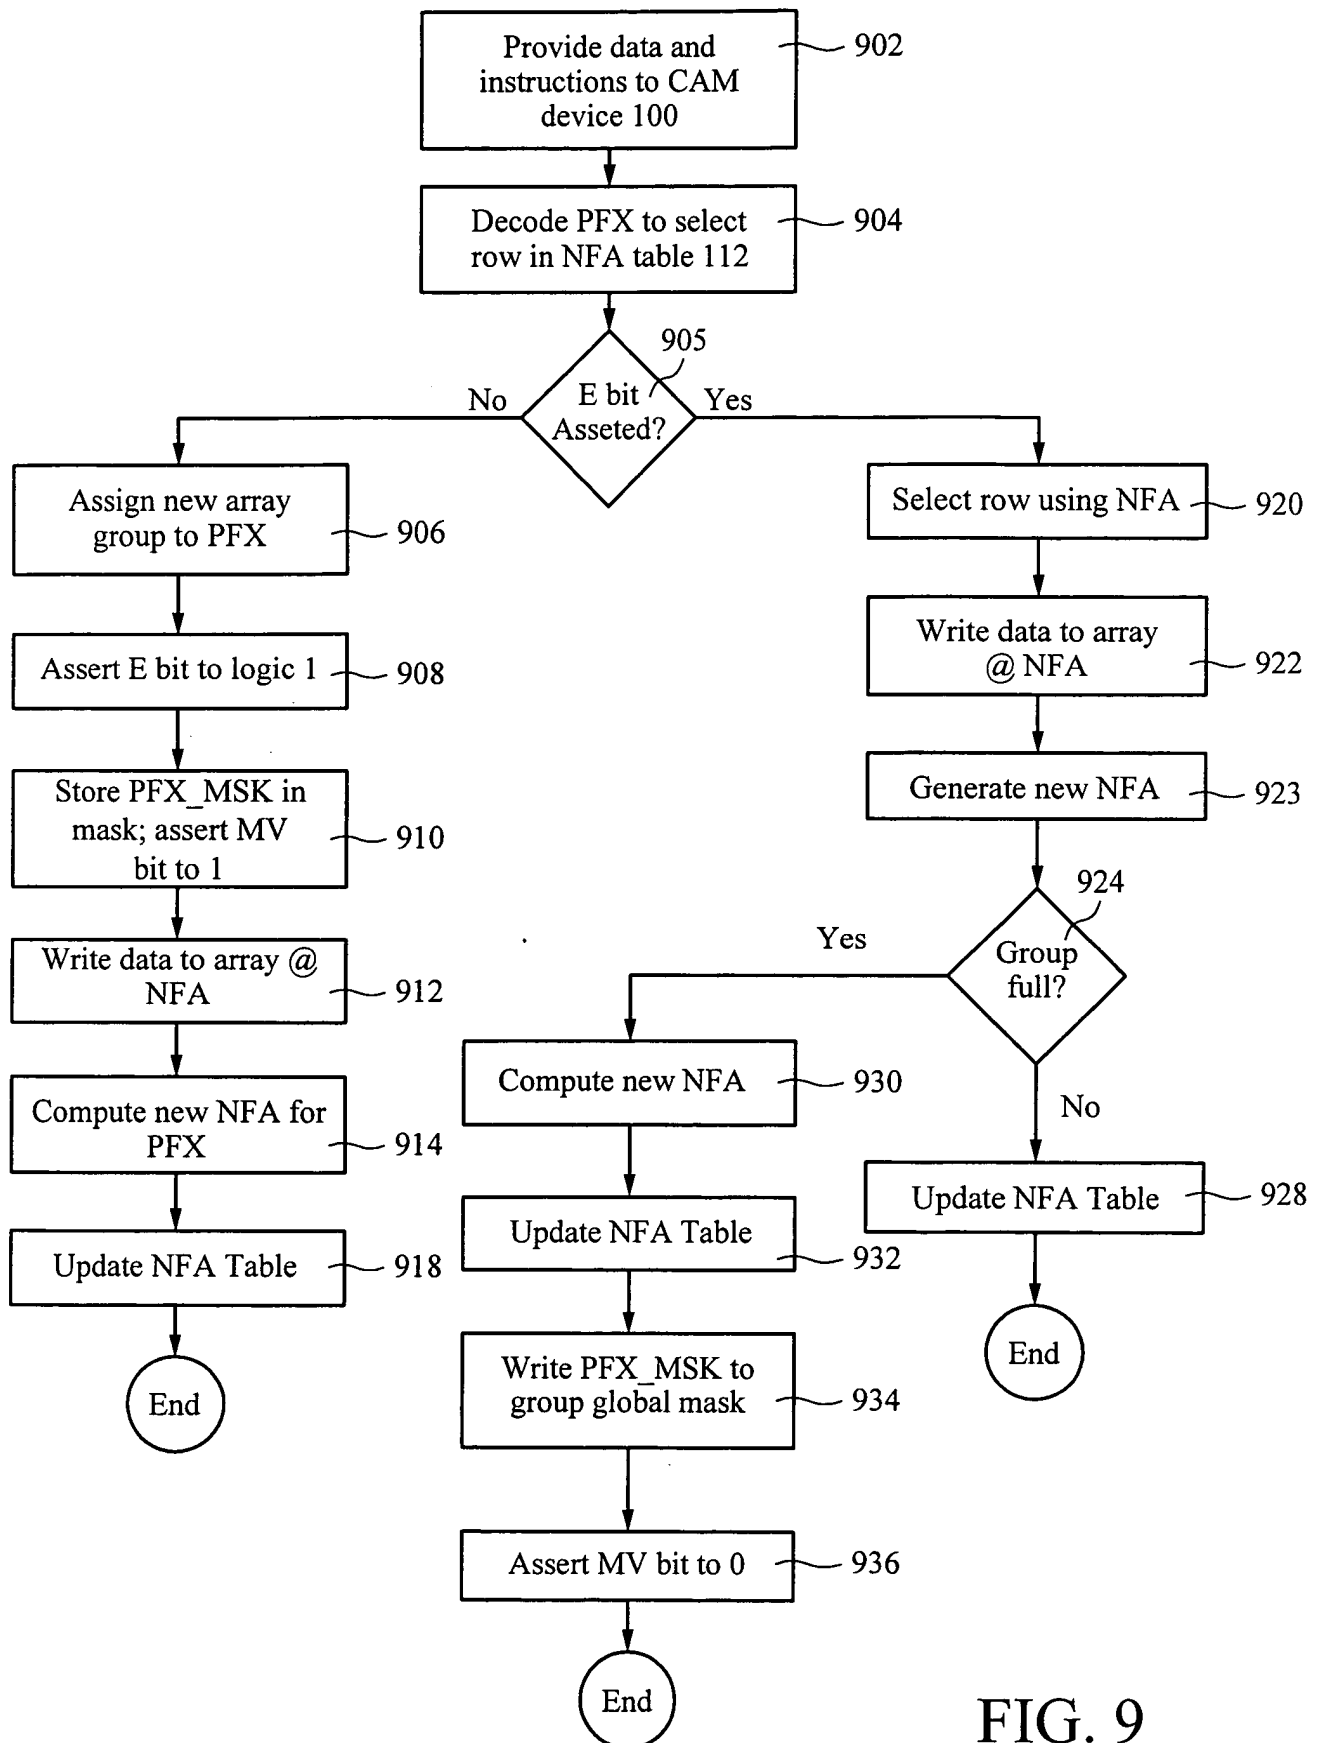 Provide data and
instructions to CAM
device 100
902
Decode PFX to select
row in NFA table 112
904
905
E bit
Asseted?
No
Yes
Assign new array
group to PFX
906
Assert E bit to logic 1
908
Store PFX_MSK in
mask; assert MV
bit to 1
910
Write data to array @
NFA
912
Compute new NFA for
PFX
914
Update NFA Table
918
End
Select row using NFA
920
Write data to array
@ NFA
922
Generate new NFA
923
924
Group
full?
Yes
No
Compute new NFA
930
Update NFA Table
932
Write PFX_MSK to
group global mask
934
Assert MV bit to 0
936
End
Update NFA Table
928
End
FIG. 9